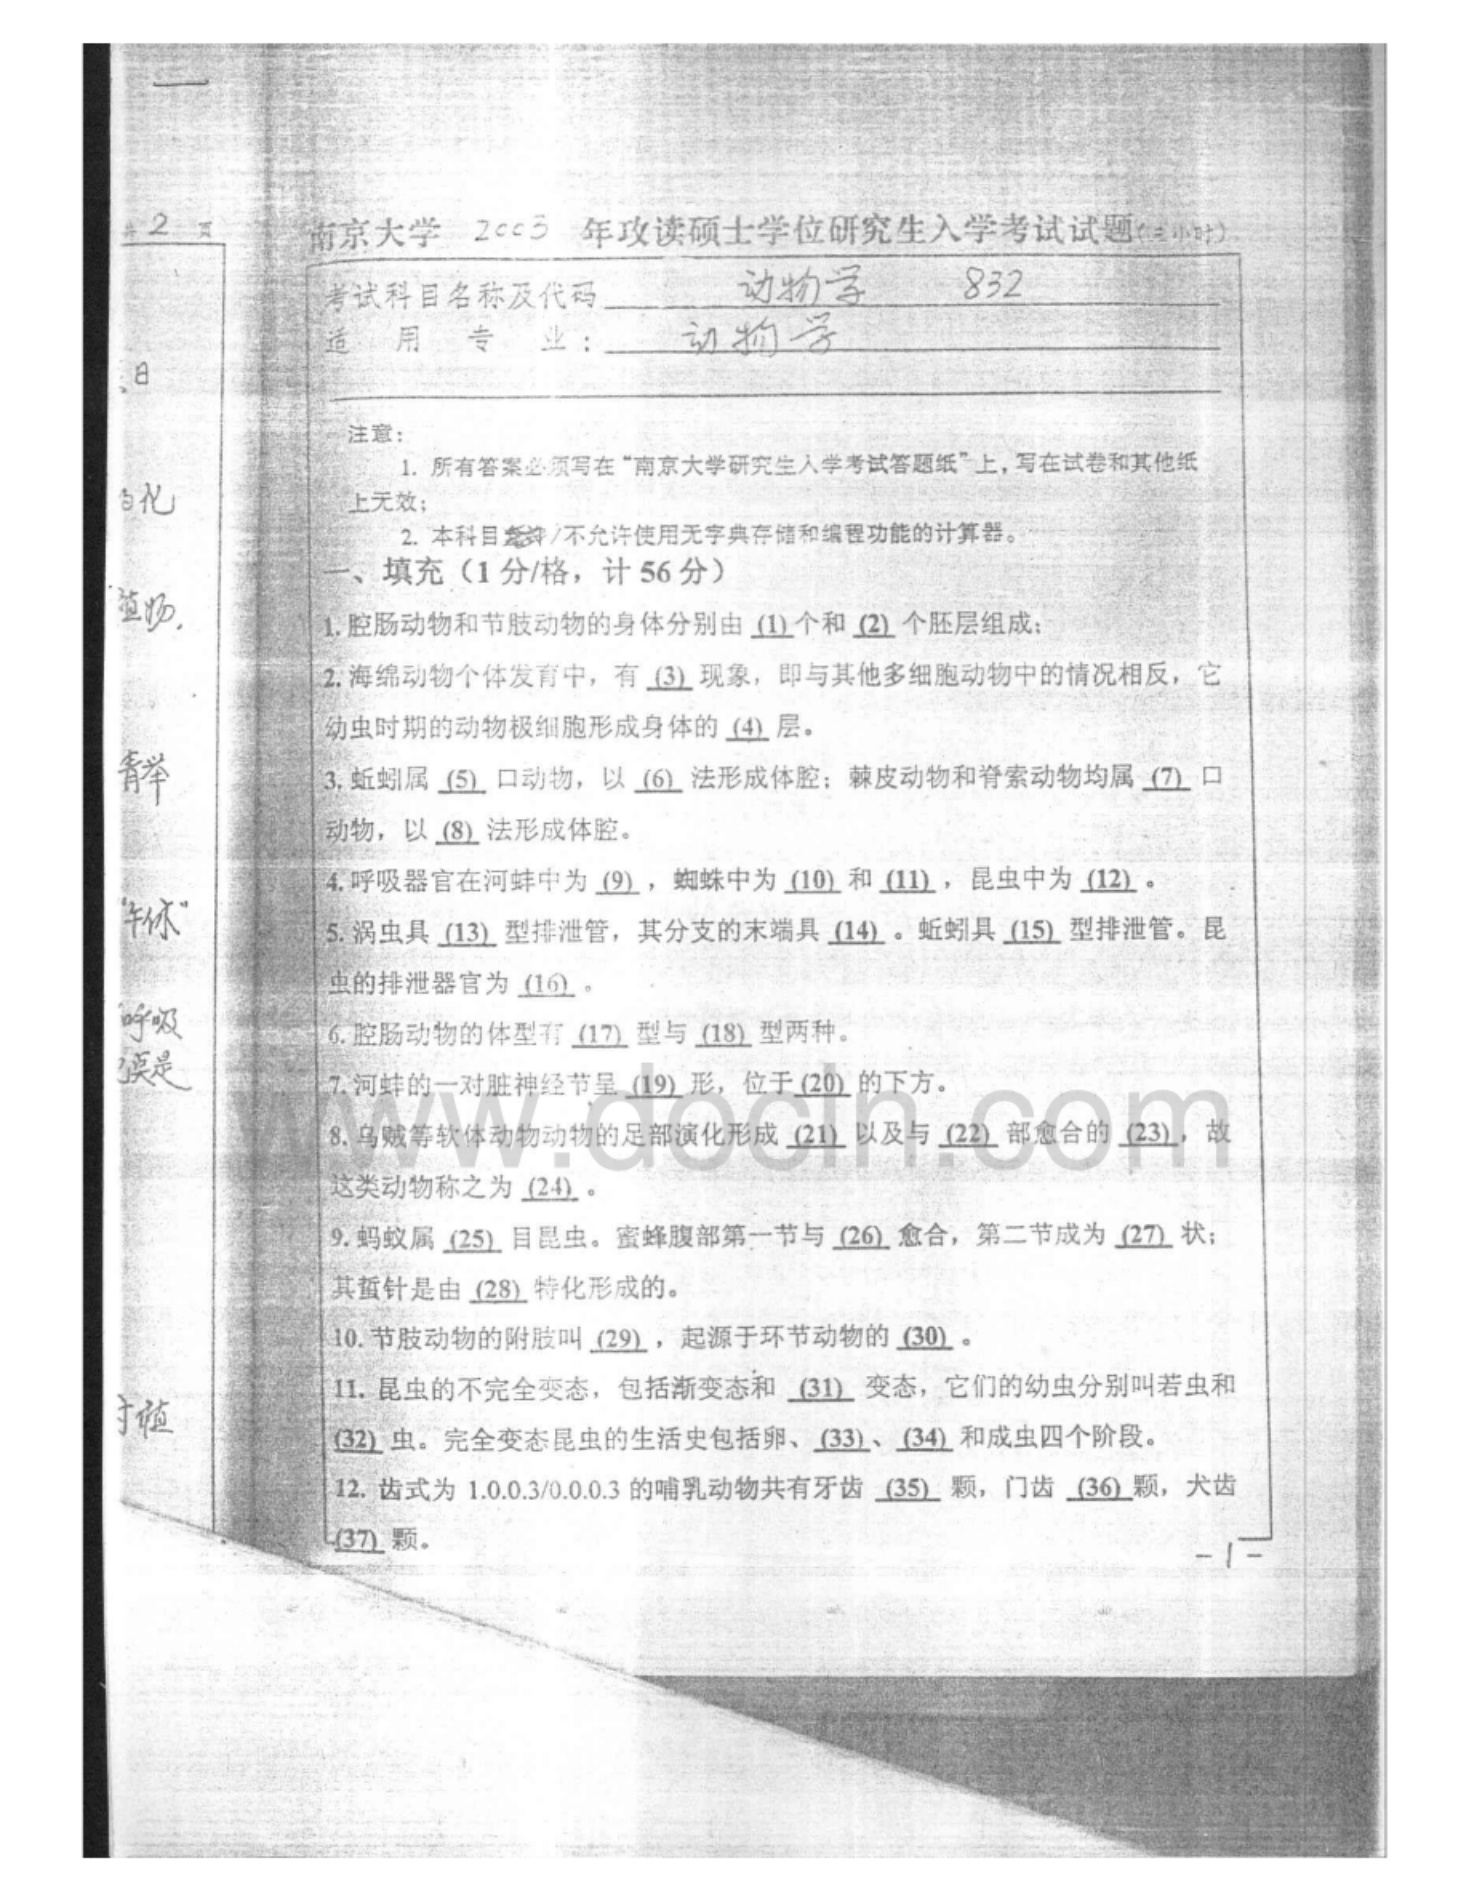 共 2 页
日
的化
植物.
青举
"午休"
呼吸
是
寸植
南京大学 2003 年攻读硕士学位研究生入学考试试题(三小时)
考试科目名称及代码 动物学 832
适 用 专 业: 动物学
注意:
1. 所有答案必须写在“南京大学研究生入学考试答题纸”上,写在试卷和其他纸
上无效;
2. 本科目/不允许使用无字典存储和编程功能的计算器。
一、填充(1 分/格,计 56 分)
1. 腔肠动物和节肢动物的身体分别由 (1) 个和 (2) 个胚层组成;
2. 海绵动物个体发育中,有 (3) 现象,即与其他多细胞动物中的情况相反,它
幼虫时期的动物极细胞形成身体的 (4) 层。
3. 蚯蚓属 (5) 口动物,以 (6) 法形成体腔;棘皮动物和脊索动物均属 (7) 口
动物,以 (8) 法形成体腔。
4. 呼吸器官在河蚌中为 (9) ,蜘蛛中为 (10) 和 (11) ,昆虫中为 (12) 。
5. 涡虫具 (13) 型排泄管,其分支的末端具 (14) 。蚯蚓具 (15) 型排泄管。昆
虫的排泄器官为 (16) 。
6. 腔肠动物的体型有 (17) 型与 (18) 型两种。
7. 河蚌的一对脏神经节呈 (19) 形,位于 (20) 的下方。
8. 乌贼等软体动物动物的足部演化形成 (21) 以及与 (22) 部愈合的 (23) ,故
这类动物称之为 (24) 。
9. 蚂蚁属 (25) 目昆虫。蜜蜂腹部第一节与 (26) 愈合,第二节成为 (27) 状;
其蜇针是由 (28) 特化形成的。
10. 节肢动物的附肢叫 (29) ,起源于环节动物的 (30) 。
11. 昆虫的不完全变态,包括渐变态和 (31) 变态,它们的幼虫分别叫若虫和
(32) 虫。完全变态昆虫的生活史包括卵、(33) 、(34) 和成虫四个阶段。
12. 齿式为 1.0.0.3/0.0.0.3 的哺乳动物共有牙齿 (35) 颗,门齿 (36) 颗,犬齿
(37) 颗。
- 1 -
www.docin.com